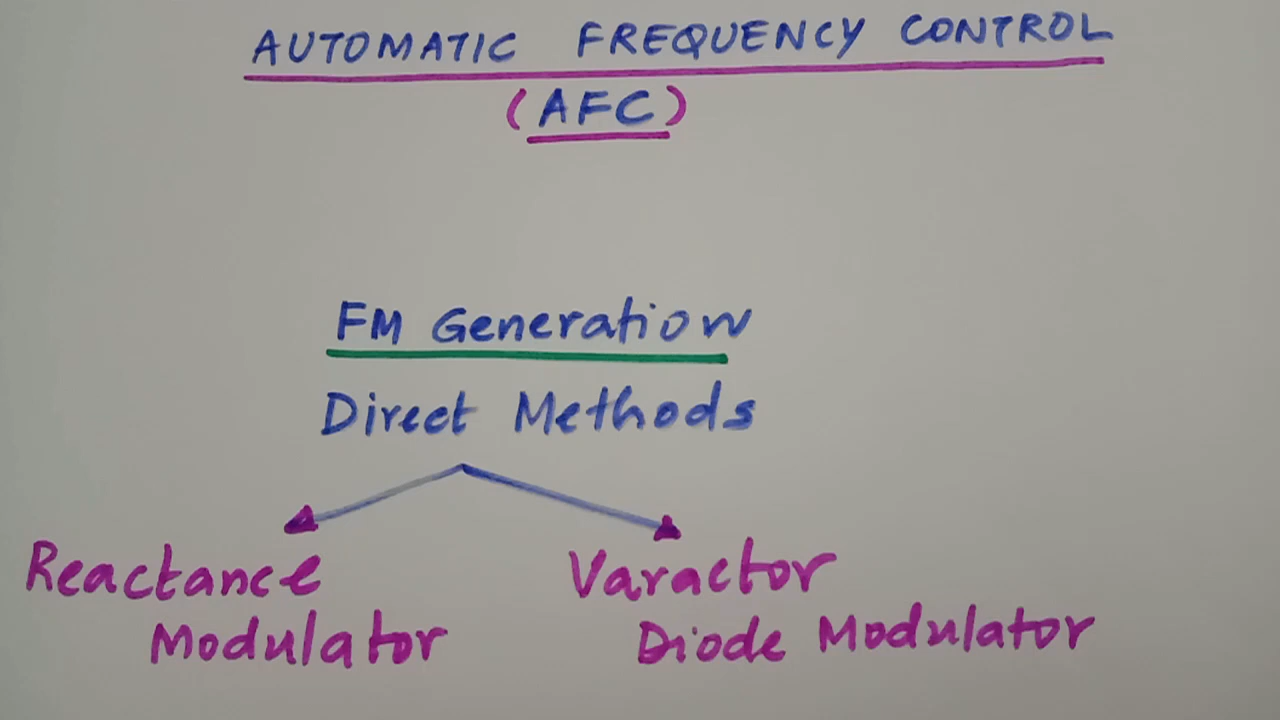 AUTOMATIC FREQUENCY CONTROL
(AFC)
FM Generation
Direct Methods
Reactance Modulator
Varactor Diode Modulator